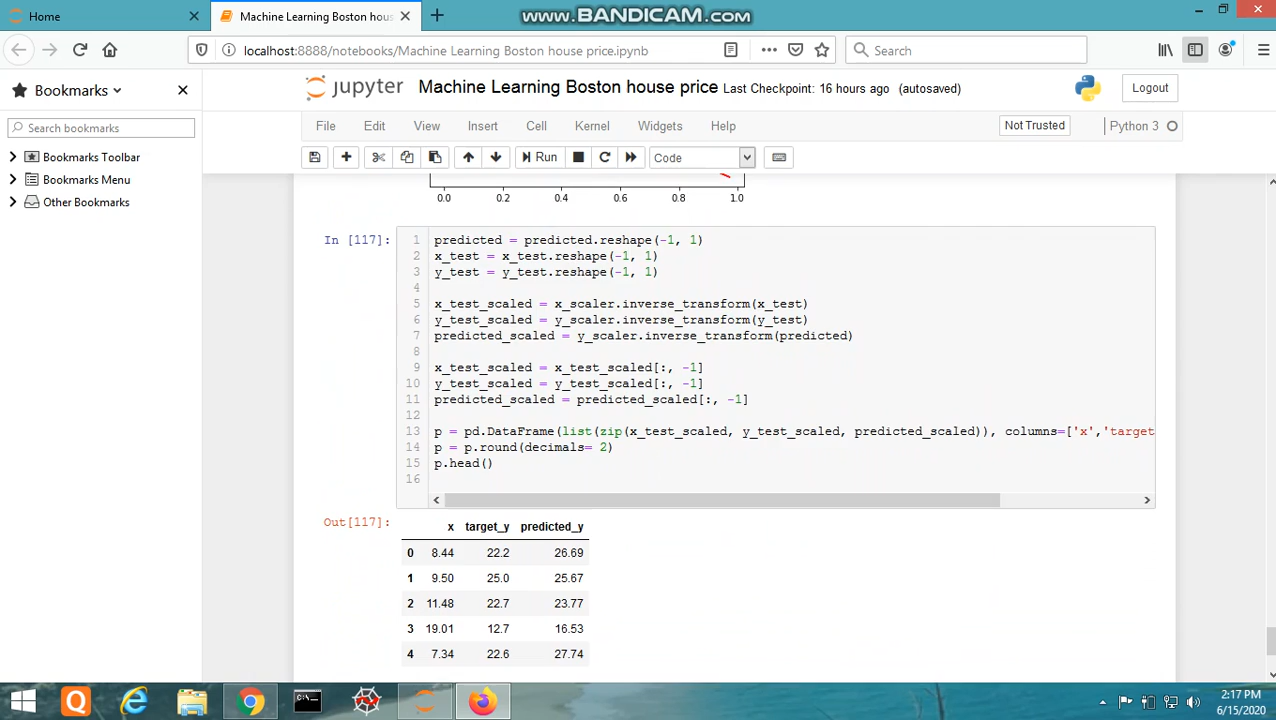 Home
Machine Learning Boston hous
www.BANDICAM.com
localhost:8888/notebooks/Machine Learning Boston house price.ipynb
Search
Bookmarks
jupyter Machine Learning Boston house price Last Checkpoint: 16 hours ago (autosaved)
Logout
Search bookmarks
File Edit View Insert Cell Kernel Widgets Help
Not Trusted
Python 3
Bookmarks Toolbar
Run
Code
Bookmarks Menu
Other Bookmarks
0.0 0.2 0.4 0.6 0.8 1.0
In [117]:
1 predicted = predicted.reshape(-1, 1)
2 x_test = x_test.reshape(-1, 1)
3 y_test = y_test.reshape(-1, 1)
4
5 x_test_scaled = x_scaler.inverse_transform(x_test)
6 y_test_scaled = y_scaler.inverse_transform(y_test)
7 predicted_scaled = y_scaler.inverse_transform(predicted)
8
9 x_test_scaled = x_test_scaled[:, -1]
10 y_test_scaled = y_test_scaled[:, -1]
11 predicted_scaled = predicted_scaled[:, -1]
12
13 p = pd.DataFrame(list(zip(x_test_scaled, y_test_scaled, predicted_scaled)), columns=['x','target
14 p = p.round(decimals= 2)
15 p.head()
16
Out[117]:
x target_y predicted_y
0 8.44 22.2 26.69
1 9.50 25.0 25.67
2 11.48 22.7 23.77
3 19.01 12.7 16.53
4 7.34 22.6 27.74
2:17 PM
6/15/2020